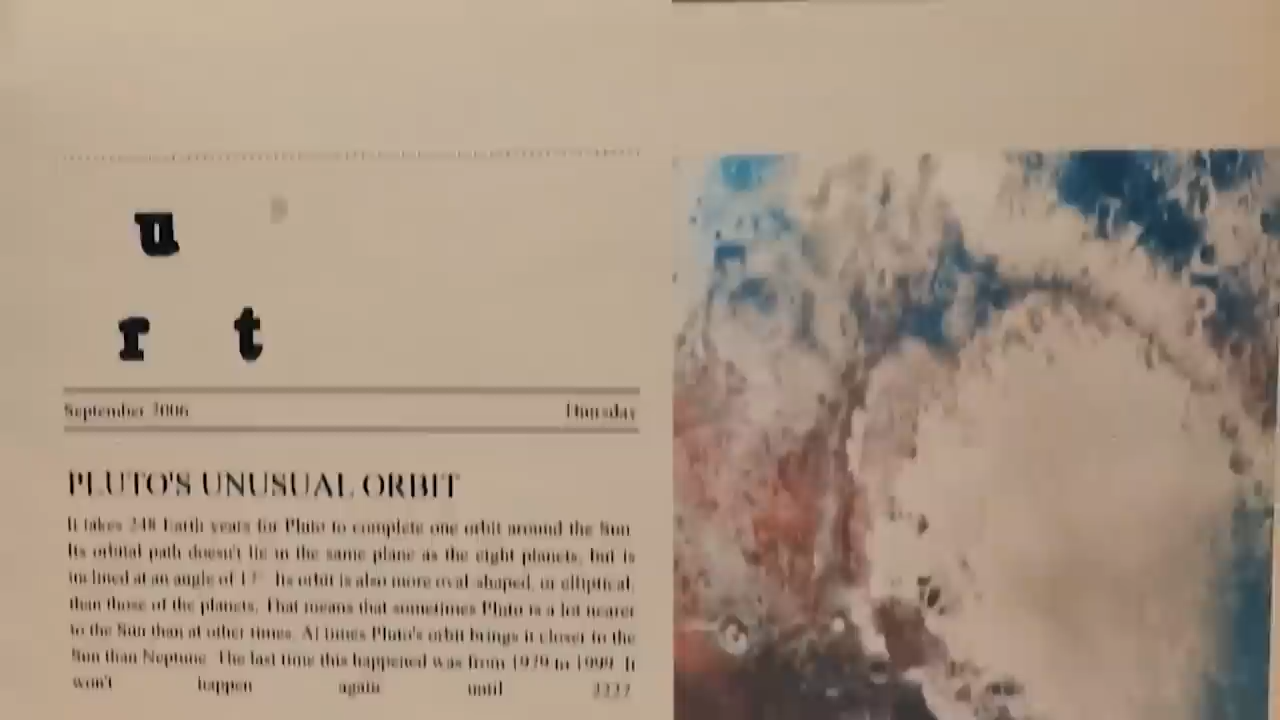 u
r t
September 2006 Thursday
PLUTO'S UNUSUAL ORBIT
It takes 248 Earth years for Pluto to complete one orbit around the Sun.
Its orbital path doesn't lie in the same plane as the eight planets, but is
inclined at an angle of 17°. Its orbit is also more oval-shaped, or elliptical,
than those of the planets. That means that sometimes Pluto is a lot nearer
to the Sun than at other times. At times Pluto's orbit brings it closer to the
Sun than Neptune. The last time this happened was from 1979 to 1999. It
won't happen again until 2227